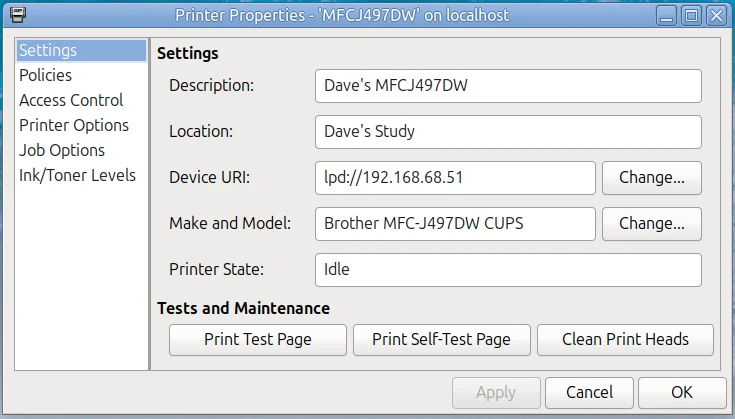 Printer Properties - 'MFCJ497DW' on localhost
Settings
Policies
Access Control
Printer Options
Job Options
Ink/Toner Levels
Settings
Description: Dave's MFCJ497DW
Location: Dave's Study
Device URI: lpd://192.168.68.51 Change...
Make and Model: Brother MFC-J497DW CUPS Change...
Printer State: Idle
Tests and Maintenance
Print Test Page Print Self-Test Page Clean Print Heads
Apply Cancel OK